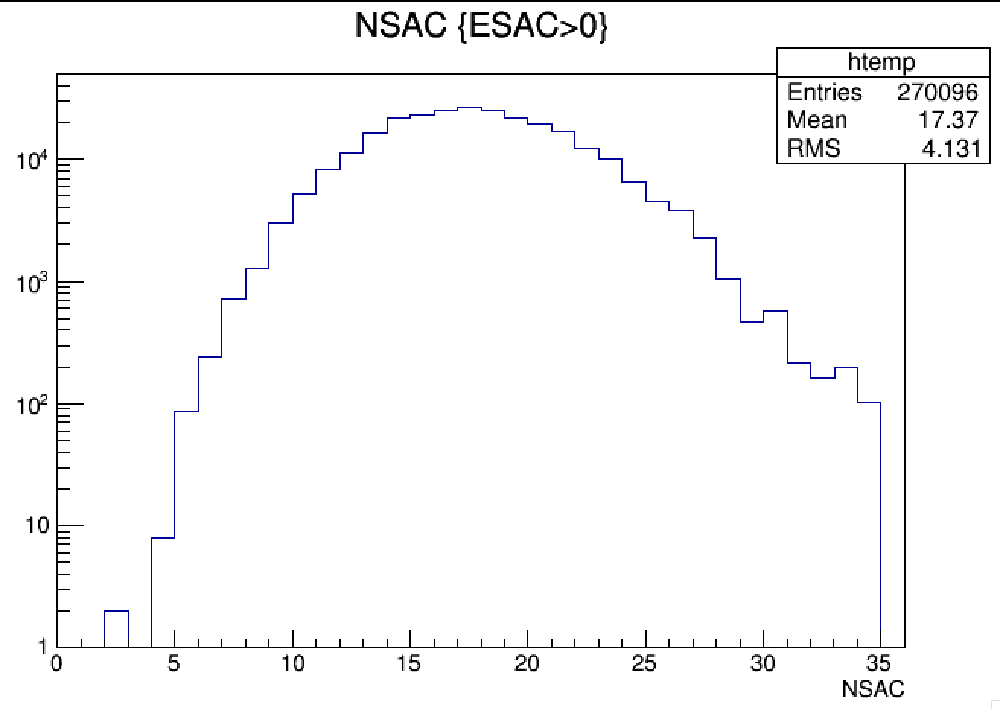 NSAC {ESAC>0}
htemp
Entries 270096
Mean 17.37
RMS 4.131
10⁴
10³
10²
10
1
0 5 10 15 20 25 30 35
NSAC